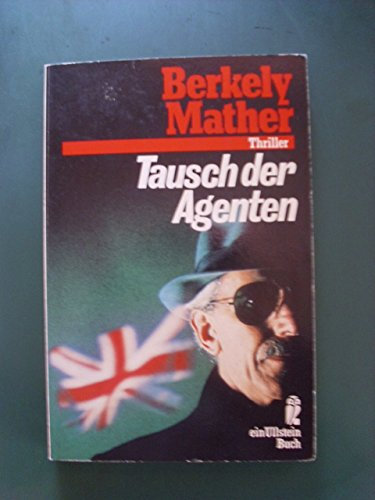 Berkely
Mather
Thriller
Tausch der
Agenten
ein Ullstein
Buch